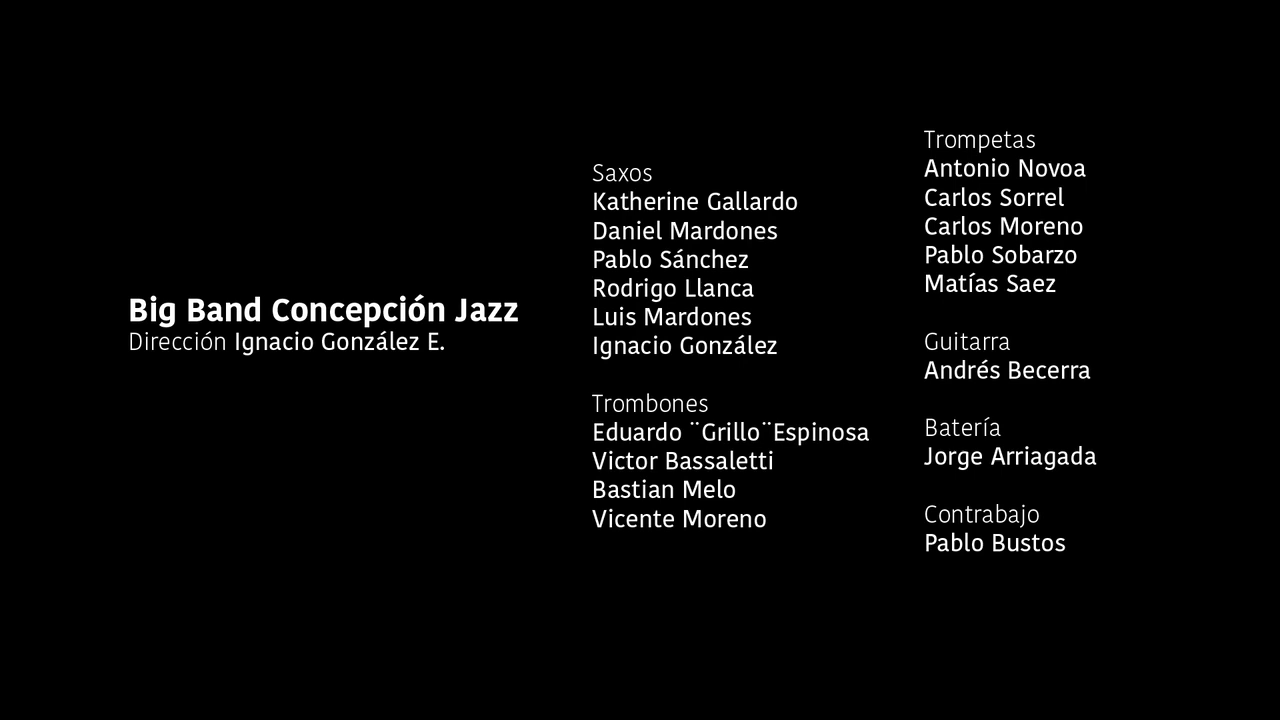 Big Band Concepción Jazz
Dirección Ignacio González E.
Saxos
Katherine Gallardo
Daniel Mardones
Pablo Sánchez
Rodrigo Llanca
Luis Mardones
Ignacio González
Trombones
Eduardo ¨Grillo¨Espinosa
Victor Bassaletti
Bastian Melo
Vicente Moreno
Trompetas
Antonio Novoa
Carlos Sorrel
Carlos Moreno
Pablo Sobarzo
Matías Saez
Guitarra
Andrés Becerra
Batería
Jorge Arriagada
Contrabajo
Pablo Bustos